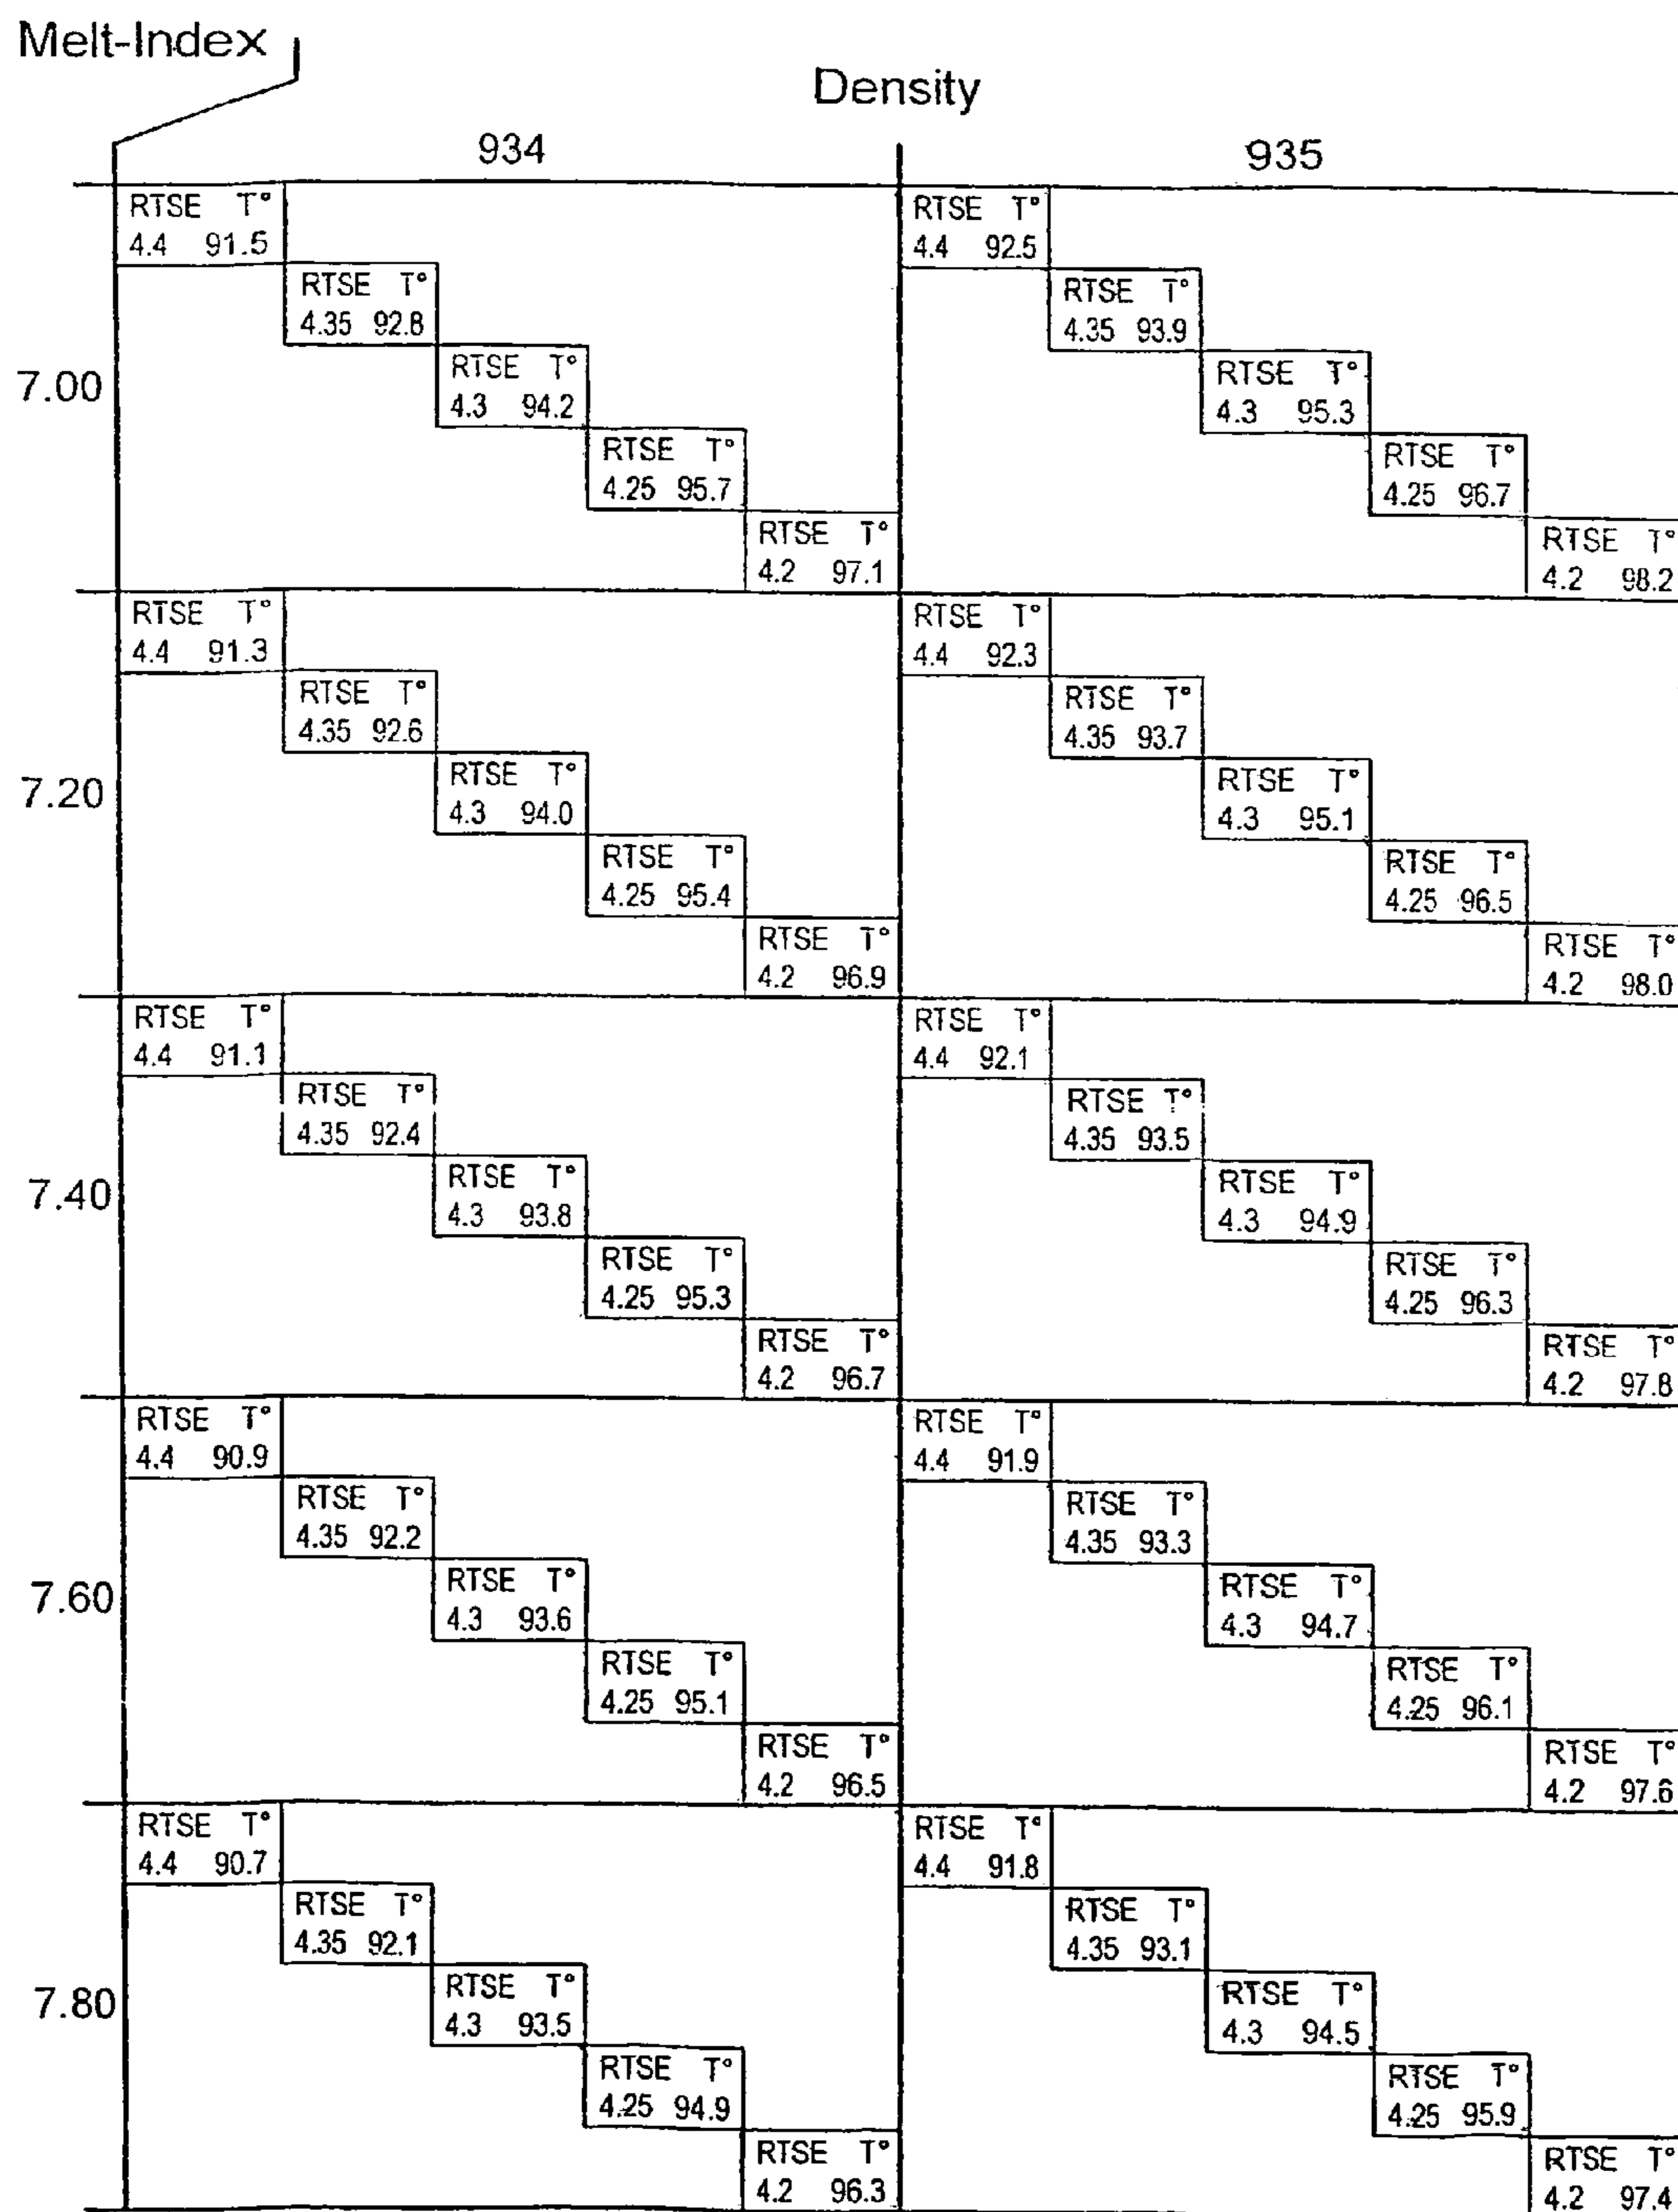 Melt-Index
Density
934 935
RTSE T° RTSE T°
4.4 91.5 4.4 92.5
RTSE T° RTSE T°
4.35 92.8 4.35 93.9
RTSE T° RTSE T°
7.00 4.3 94.2 4.3 95.3
RTSE T° RTSE T°
4.25 95.7 4.25 96.7
RTSE T° RTSE T°
4.2 97.1 4.2 98.2
RTSE T° RTSE T°
4.4 91.3 4.4 92.3
RTSE T° RTSE T°
4.35 92.6 4.35 93.7
RTSE T° RTSE T°
7.20 4.3 94.0 4.3 95.1
RTSE T° RTSE T°
4.25 95.4 4.25 96.5
RTSE T° RTSE T°
4.2 96.9 4.2 98.0
RTSE T° RTSE T°
4.4 91.1 4.4 92.1
RTSE T° RTSE T°
4.35 92.4 4.35 93.5
RTSE T° RTSE T°
7.40 4.3 93.8 4.3 94.9
RTSE T° RTSE T°
4.25 95.3 4.25 96.3
RTSE T° RTSE T°
4.2 96.7 4.2 97.8
RTSE T° RTSE T°
4.4 90.9 4.4 91.9
RTSE T° RTSE T°
4.35 92.2 4.35 93.3
RTSE T° RTSE T°
7.60 4.3 93.6 4.3 94.7
RTSE T° RTSE T°
4.25 95.1 4.25 96.1
RTSE T° RTSE T°
4.2 96.5 4.2 97.6
RTSE T° RTSE T°
4.4 90.7 4.4 91.8
RTSE T° RTSE T°
4.35 92.1 4.35 93.1
RTSE T° RTSE T°
7.80 4.3 93.5 4.3 94.5
RTSE T° RTSE T°
4.25 94.9 4.25 95.9
RTSE T° RTSE T°
4.2 96.3 4.2 97.4